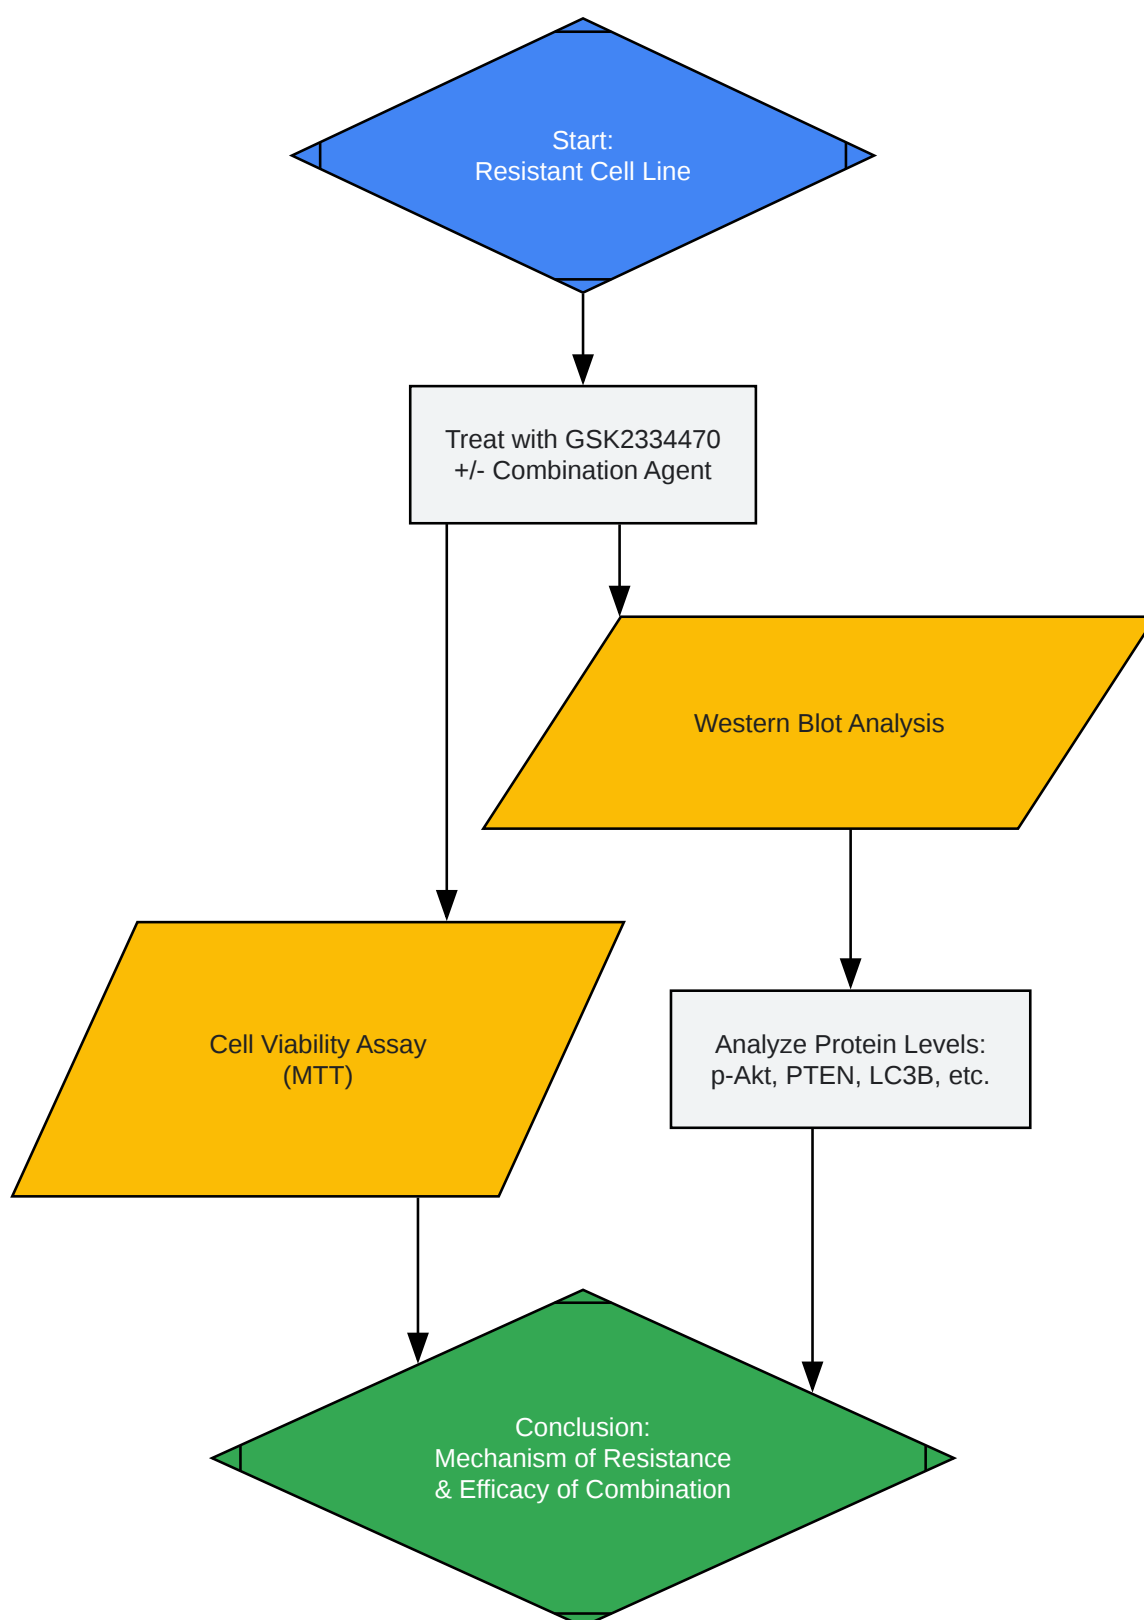 Start:
Resistant Cell Line
Treat with GSK2334470
+/- Combination Agent
Western Blot Analysis
Cell Viability Assay
(MTT)
Analyze Protein Levels:
p-Akt, PTEN, LC3B, etc.
Conclusion:
Mechanism of Resistance
& Efficacy of Combination